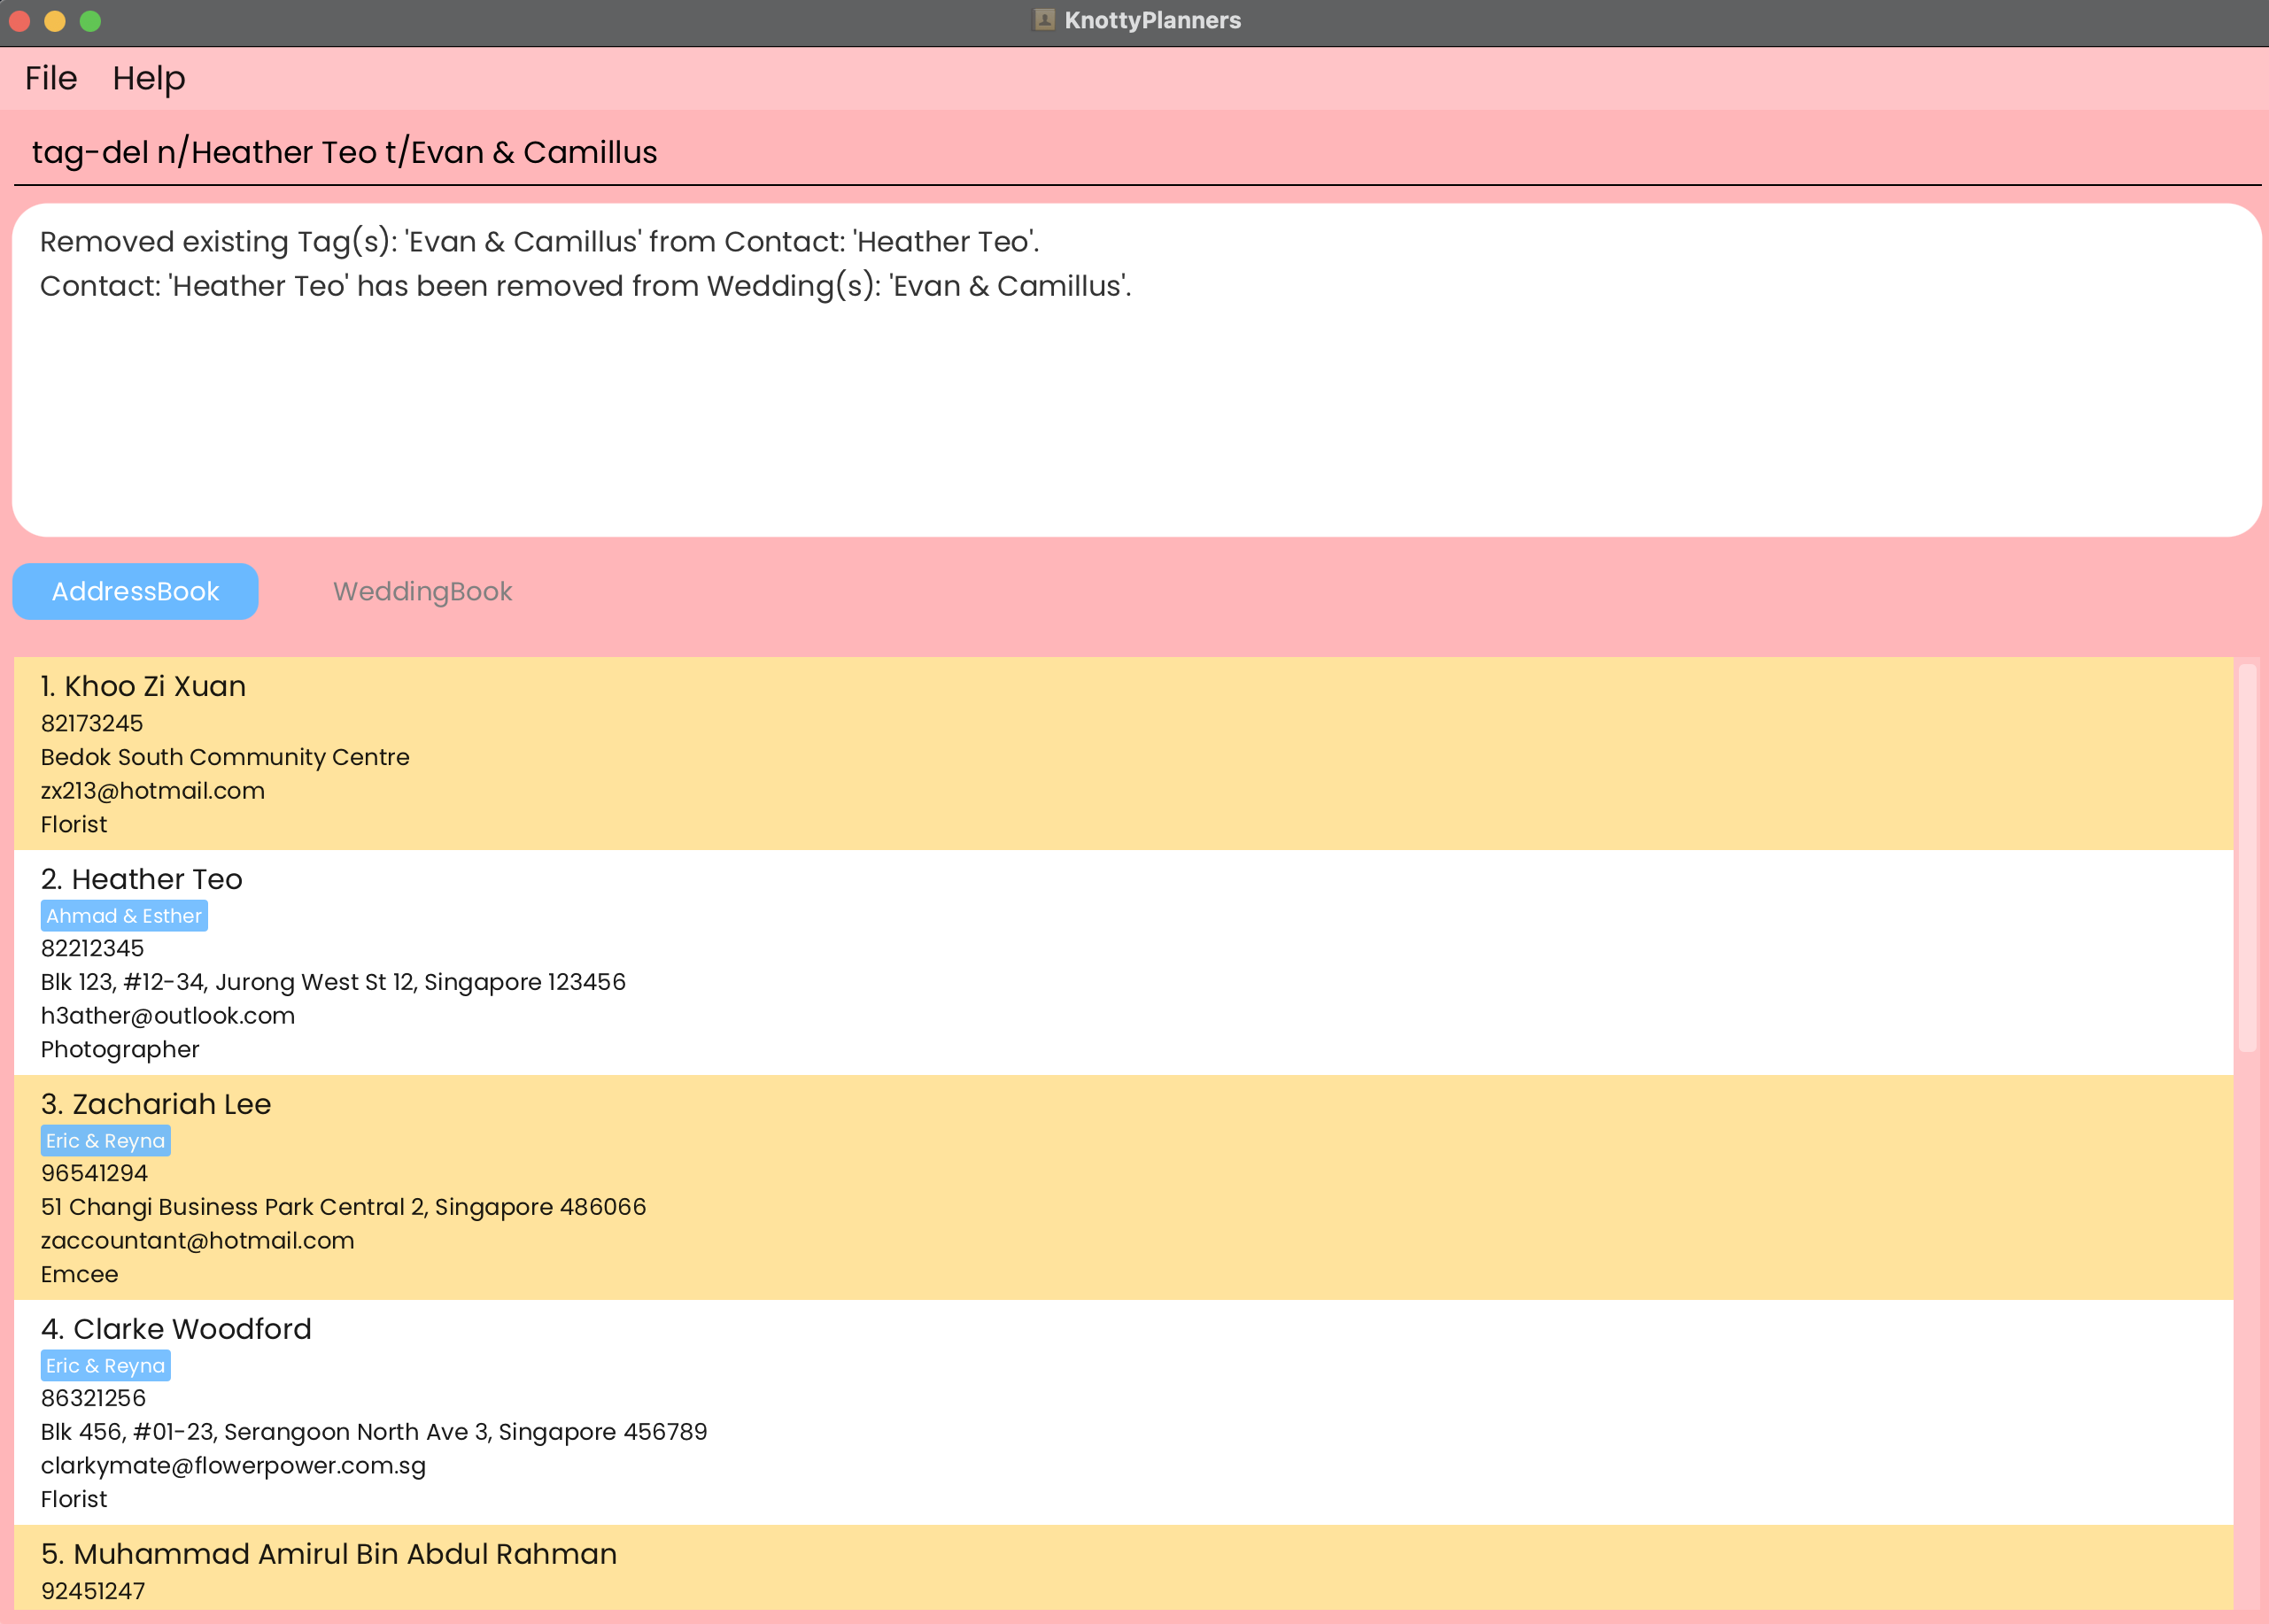 KnottyPlanners
File Help
tag-del n/Heather Teo t/Evan & Camillus
Removed existing Tag(s): 'Evan & Camillus' from Contact: 'Heather Teo'.
Contact: 'Heather Teo' has been removed from Wedding(s): 'Evan & Camillus'.
AddressBook WeddingBook
1. Khoo Zi Xuan
82173245
Bedok South Community Centre
zx213@hotmail.com
Florist
2. Heather Teo
Ahmad & Esther
82212345
Blk 123, #12-34, Jurong West St 12, Singapore 123456
h3ather@outlook.com
Photographer
3. Zachariah Lee
Eric & Reyna
96541294
51 Changi Business Park Central 2, Singapore 486066
zaccountant@hotmail.com
Emcee
4. Clarke Woodford
Eric & Reyna
86321256
Blk 456, #01-23, Serangoon North Ave 3, Singapore 456789
clarkymate@flowerpower.com.sg
Florist
5. Muhammad Amirul Bin Abdul Rahman
92451247